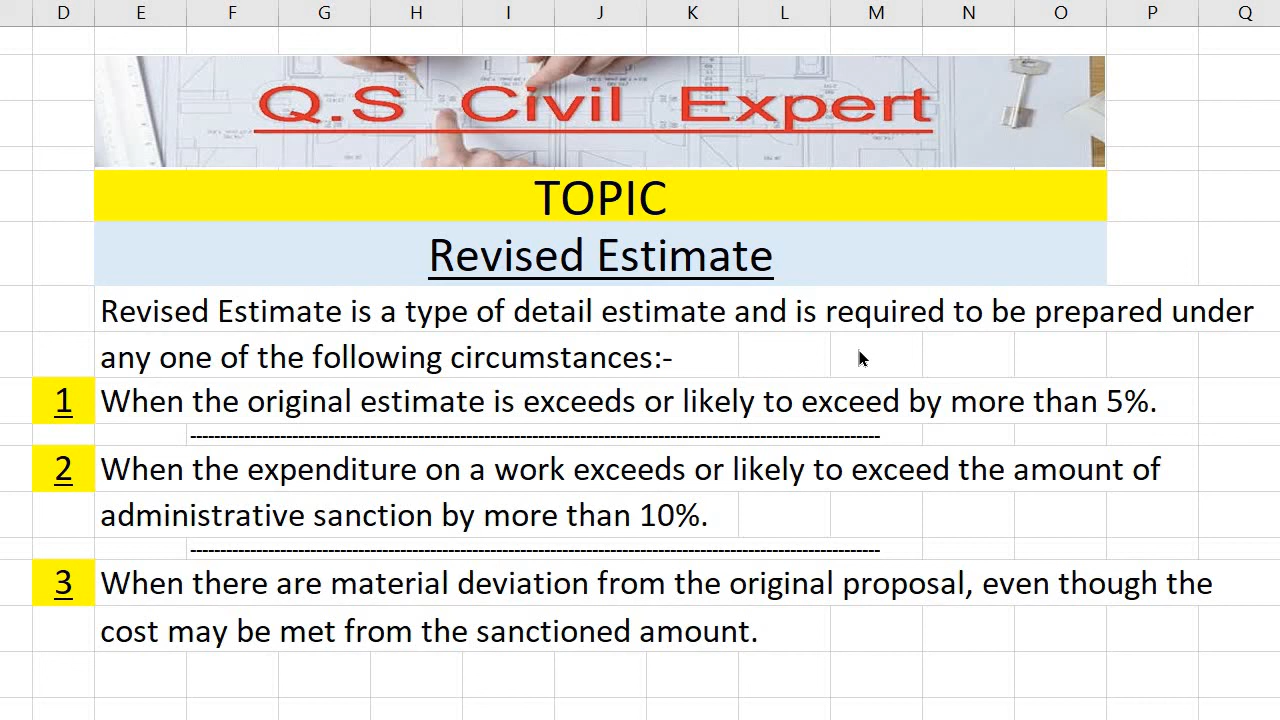 D E F G H I J K L M N O P Q
Q.S Civil Expert
TOPIC
Revised Estimate
Revised Estimate is a type of detail estimate and is required to be prepared under
any one of the following circumstances:-
1 When the original estimate is exceeds or likely to exceed by more than 5%.
2 When the expenditure on a work exceeds or likely to exceed the amount of
administrative sanction by more than 10%.
3 When there are material deviation from the original proposal, even though the
cost may be met from the sanctioned amount.